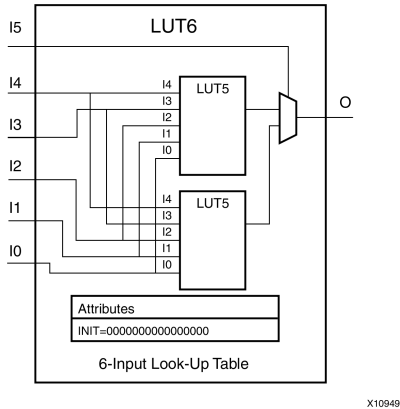 LUT6
I5
I4
I3
I2
I1
I0
LUT5
I4
I3
I2
I1
I0
O
LUT5
I4
I3
I2
I1
I0
Attributes
INIT=0000000000000000
6-Input Look-Up Table
X10949